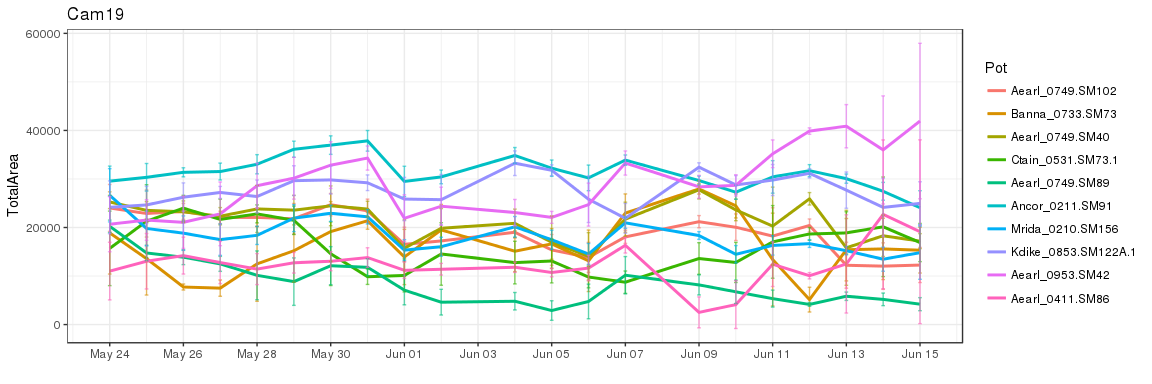 Cam19
TotalArea
60000
40000
20000
0
May 24
May 26
May 28
May 30
Jun 01
Jun 03
Jun 05
Jun 07
Jun 09
Jun 11
Jun 13
Jun 15
Pot
Aearl_0749.SM102
Banna_0733.SM73
Aearl_0749.SM40
Ctain_0531.SM73.1
Aearl_0749.SM89
Ancor_0211.SM91
Mrida_0210.SM156
Kdike_0853.SM122A.1
Aearl_0953.SM42
Aearl_0411.SM86